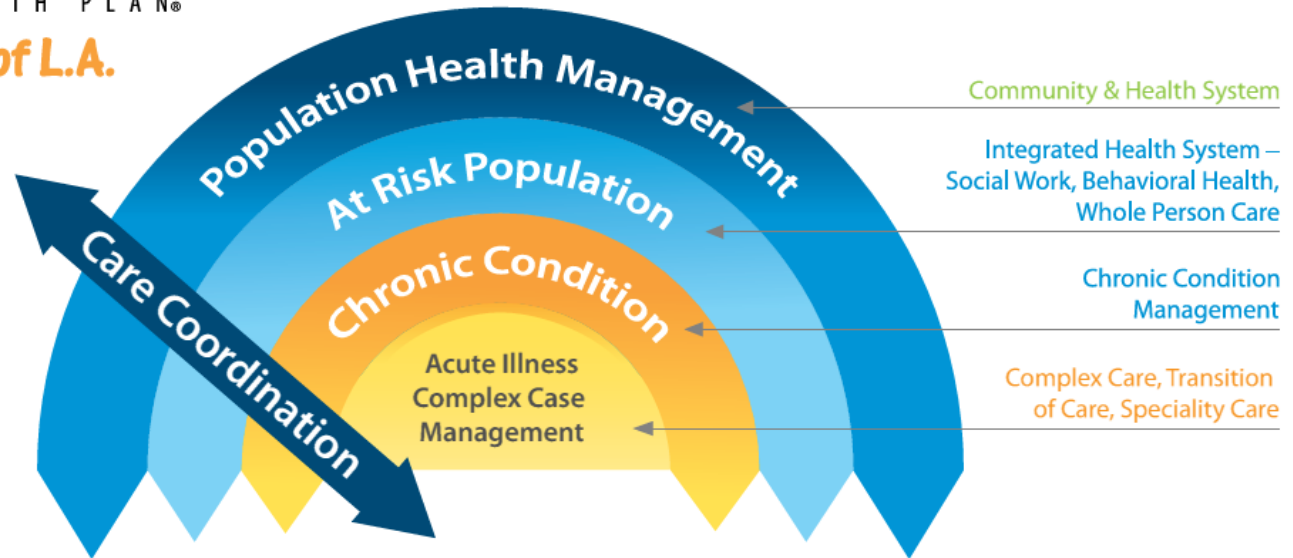 PLAN®
of L.A.
Population Health Management
At Risk Population
Chronic Condition
Acute Illness
Complex Case
Management
Care Coordination
Community & Health System
Integrated Health System –
Social Work, Behavioral Health,
Whole Person Care
Chronic Condition
Management
Complex Care, Transition
of Care, Speciality Care